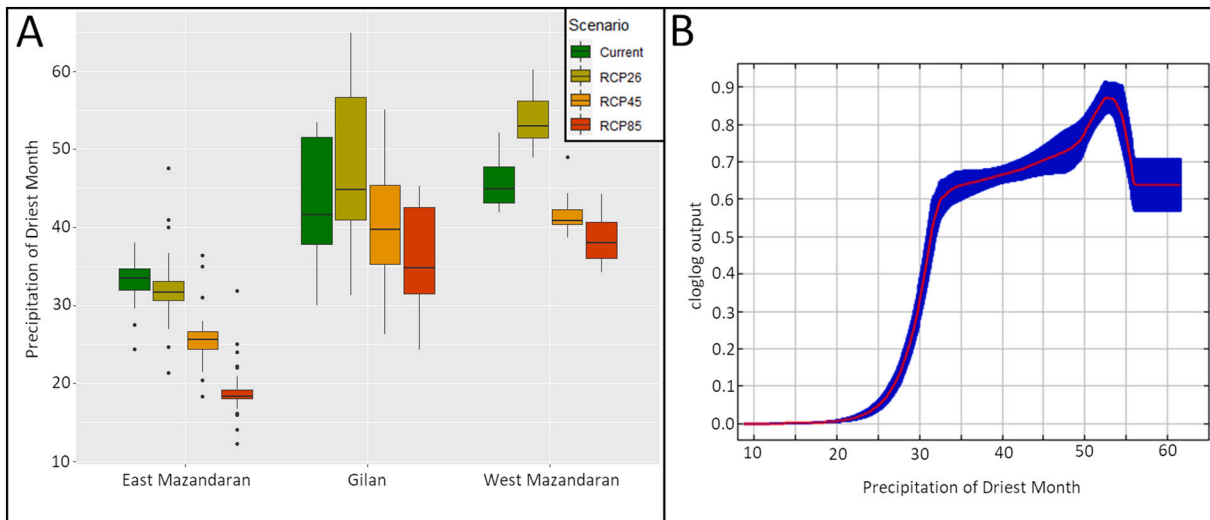 A
Scenario
Current
RCP26
RCP45
RCP85
Precipitation of Driest Month
60
50
40
30
20
10
East Mazandaran
Gilan
West Mazandaran
B
cloglog output
0.9
0.8
0.7
0.6
0.5
0.4
0.3
0.2
0.1
0.0
10
20
30
40
50
60
Precipitation of Driest Month